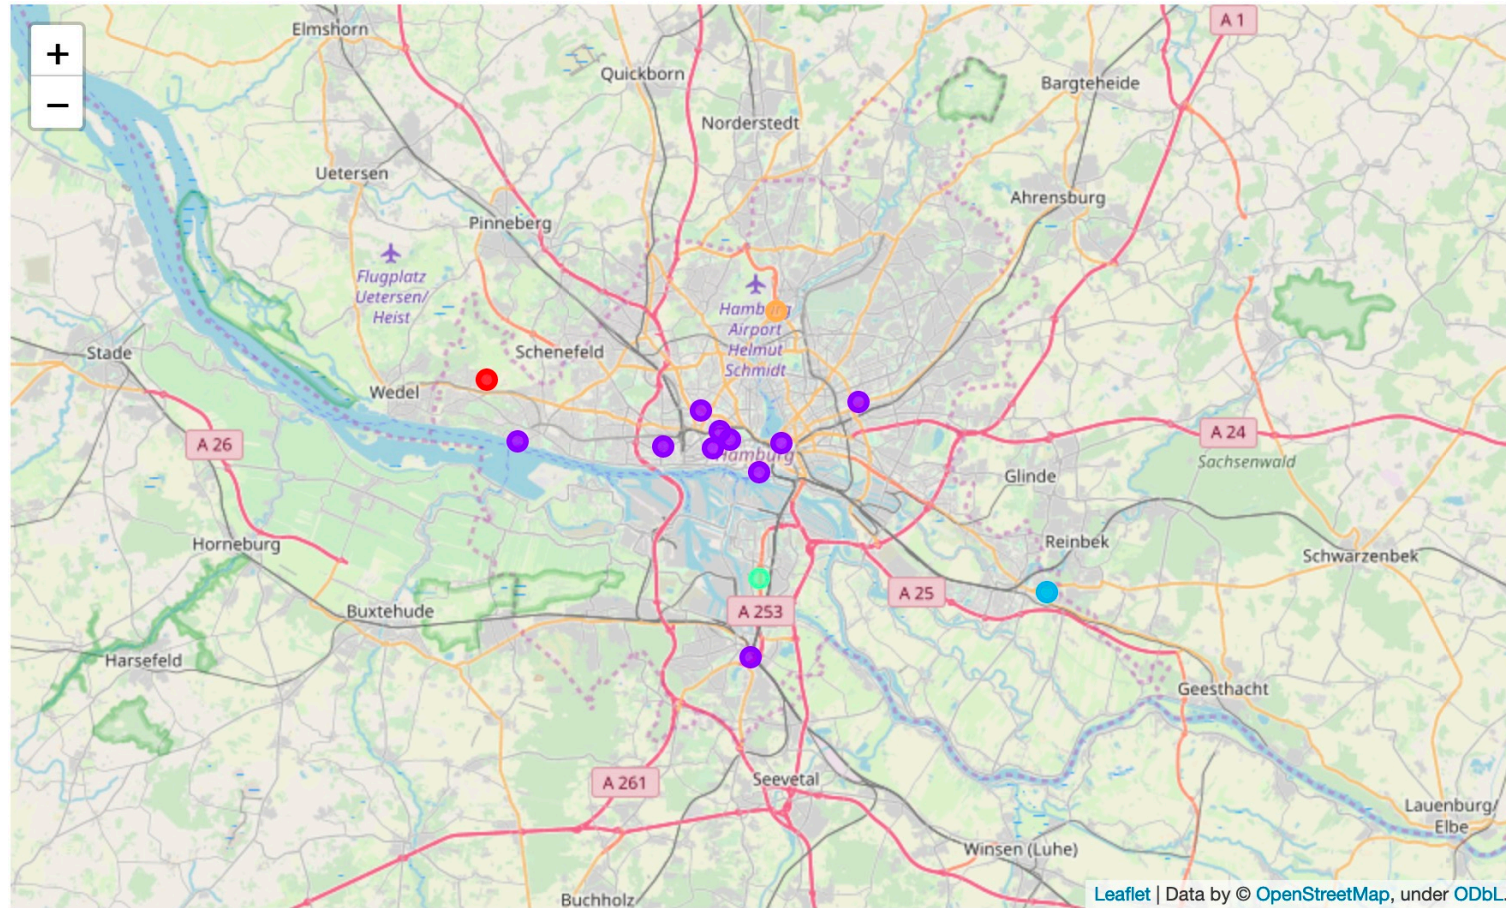 +
−
Elmshorn
A 1
Quickborn
Bargteheide
Norderstedt
Uetersen
Ahrensburg
Pinneberg
Flugplatz
Uetersen/
Heist
Hamburg
Airport
Helmut
Schmidt
Stade
Schenefeld
Wedel
A 26
A 24
Hamburg
Sachsenwald
Glinde
Horneburg
Reinbek
Schwarzenbek
A 25
Buxtehude
A 253
Harsefeld
Geesthacht
A 261
Seevetal
Lauenburg/
Elbe
Winsen (Luhe)
Buchholz
Leaflet | Data by © OpenStreetMap, under ODbL